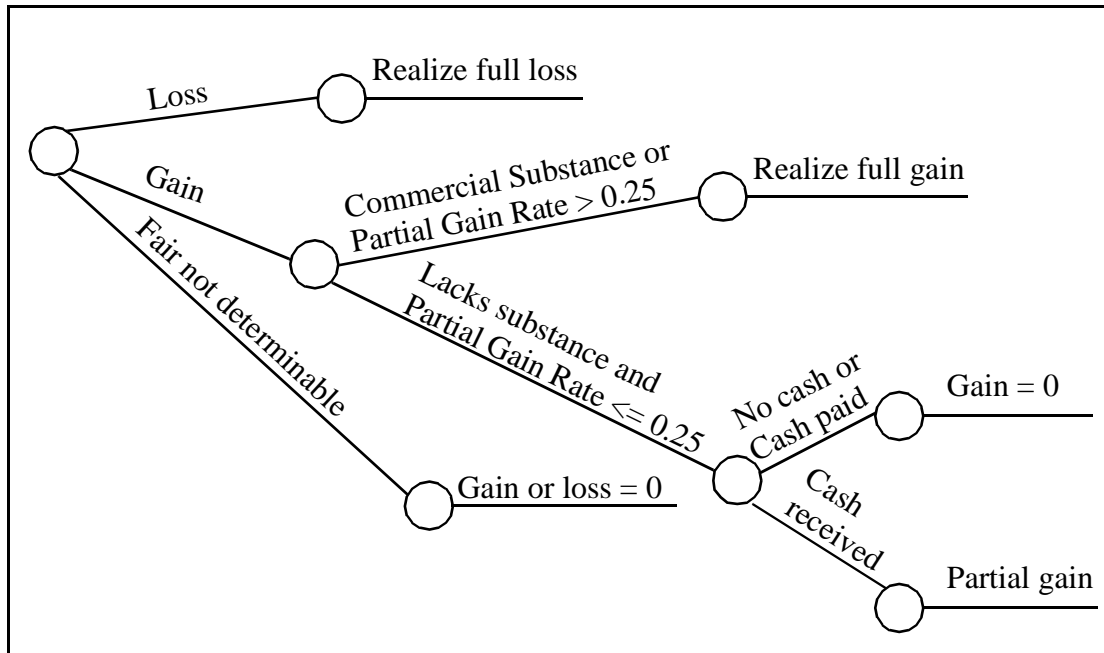 Loss
Realize full loss
Gain
Commercial Substance or
Partial Gain Rate > 0.25
Realize full gain
Fair not determinable
Lacks substance and
Partial Gain Rate <= 0.25
No cash or
Cash paid
Gain = 0
Gain or loss = 0
Cash
received
Partial gain